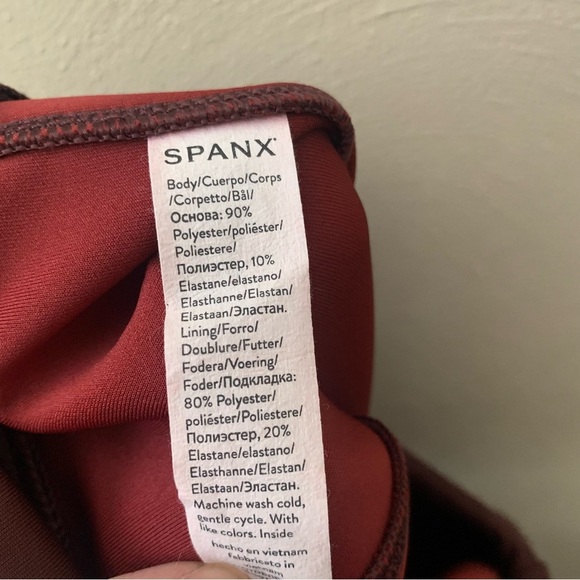 SPANX
Body/Cuerpo/Corps
/Corpetto/Bål/
Основа: 90%
Polyester/poliéster/
Poliestere/
Полиэстер, 10%
Elastane/elastano/
Elasthanne/Elastan/
Elastaan/Эластан.
Lining/Forro/
Doublure/Futter/
Fodera/Voering/
Foder/Подкладка:
80% Polyester/
poliéster/Poliestere/
Полиэстер, 20%
Elastane/elastano/
Elasthanne/Elastan/
Elastaan/Эластан.
Machine wash cold,
gentle cycle. With
like colors. Inside
hecho en vietnam
fabbricato in